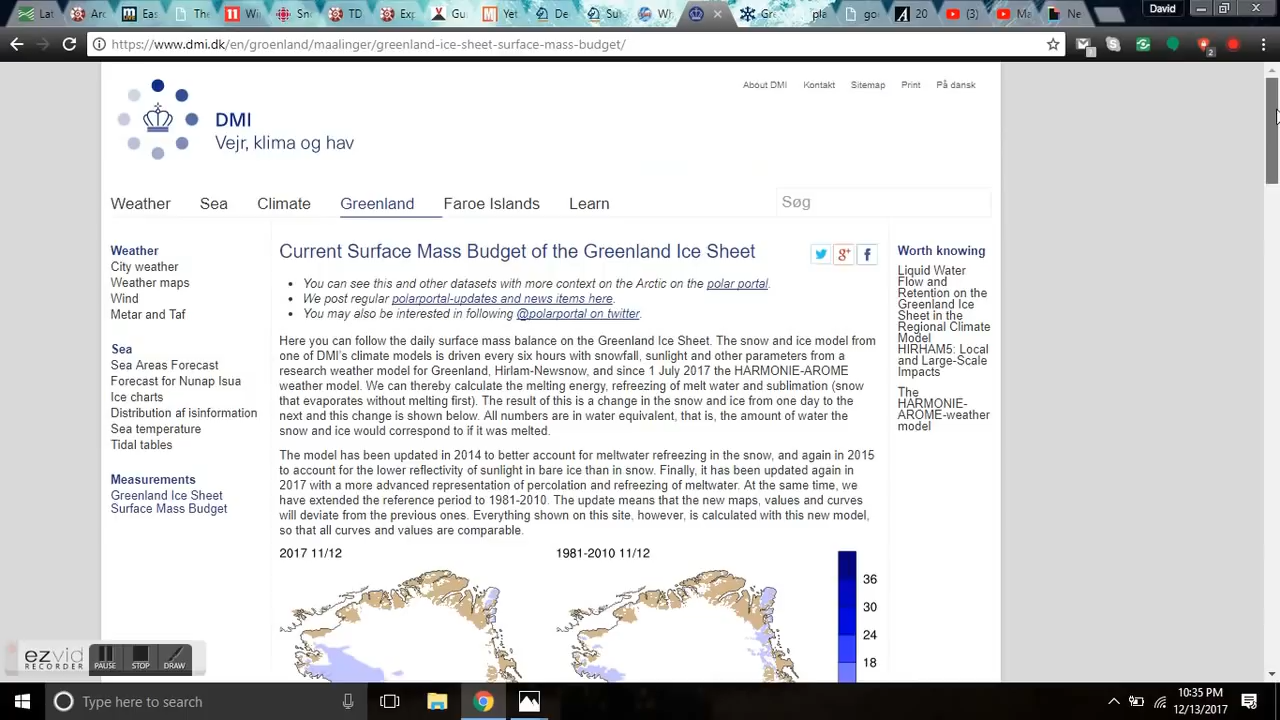 Mat
Arc
Eas
The
Wi
Sno
TD
Exp
Gu
Yet
De
Sur
Wh
Gre
pla
goo
20
(3)
Ma
Ne
David
https://www.dmi.dk/en/groenland/maalinger/greenland-ice-sheet-surface-mass-budget/
About DMI Kontakt Sitemap Print På dansk
DMI
Vejr, klima og hav
Weather Sea Climate Greenland Faroe Islands Learn
Søg
Weather
City weather
Weather maps
Wind
Metar and Taf
Sea
Sea Areas Forecast
Forecast for Nunap Isua
Ice charts
Distribution af isinformation
Sea temperature
Tidal tables
Measurements
Greenland Ice Sheet
Surface Mass Budget
Current Surface Mass Budget of the Greenland Ice Sheet
• You can see this and other datasets with more context on the Arctic on the polar portal.
• We post regular polarportal-updates and news items here.
• You may also be interested in following @polarportal on twitter.
Here you can follow the daily surface mass balance on the Greenland Ice Sheet. The snow and ice model from
one of DMI's climate models is driven every six hours with snowfall, sunlight and other parameters from a
research weather model for Greenland, Hirlam-Newsnow, and since 1 July 2017 the HARMONIE-AROME
weather model. We can thereby calculate the melting energy, refreezing of melt water and sublimation (snow
that evaporates without melting first). The result of this is a change in the snow and ice from one day to the
next and this change is shown below. All numbers are in water equivalent, that is, the amount of water the
snow and ice would correspond to if it was melted.
The model has been updated in 2014 to better account for meltwater refreezing in the snow, and again in 2015
to account for the lower reflectivity of sunlight in bare ice than in snow. Finally, it has been updated again in
2017 with a more advanced representation of percolation and refreezing of meltwater. At the same time, we
have extended the reference period to 1981-2010. The update means that the new maps, values and curves
will deviate from the previous ones. Everything shown on this site, however, is calculated with this new model,
so that all curves and values are comparable.
2017 11/12
1981-2010 11/12
36
30
24
18
Worth knowing
Liquid Water
Flow and
Retention on the
Greenland Ice
Sheet in the
Regional Climate
Model
HIRHAM5: Local
and Large-Scale
Impacts
The
HARMONIE-
AROME-weather
model
ezvid
RECORDER
PAUSE STOP DRAW
Type here to search
10:35 PM
12/13/2017